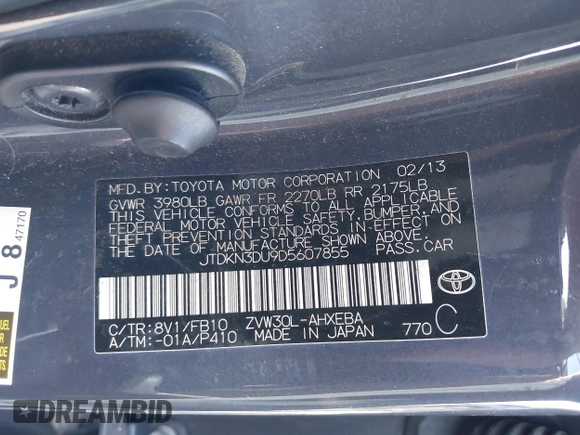 MFD.BY:TOYOTA MOTOR CORPORATION 02/13
GVWR 3980LB GAWR FR 2270LB RR 2175LB
THIS VEHICLE CONFORMS TO ALL APPLICABLE
FEDERAL MOTOR VEHICLE SAFETY, BUMPER, AND
THEFT PREVENTION STANDARDS IN EFFECT ON
THE DATE OF MANUFACTURE SHOWN ABOVE.
JTDKN3DU9D5607855 PASS.CAR
C/TR:8V1/FB10 ZVW30L-AHXEBA
A/TM:-01A/P410 MADE IN JAPAN 770 C
J 8 47170
DREAMBID